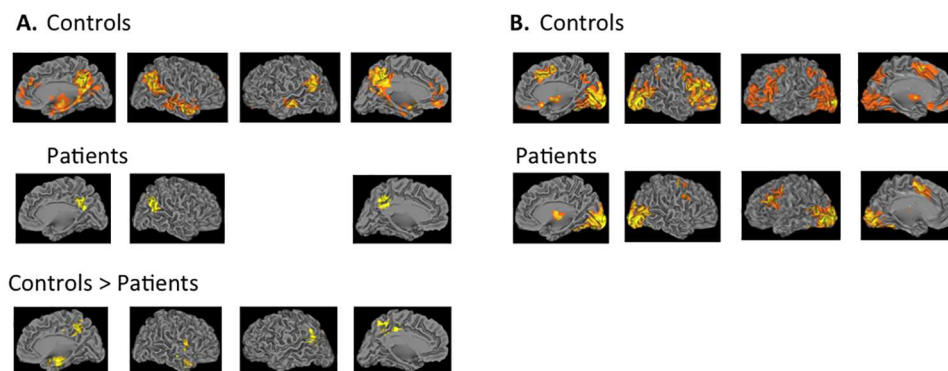 A. Controls
Patients
Controls > Patients
B. Controls
Patients